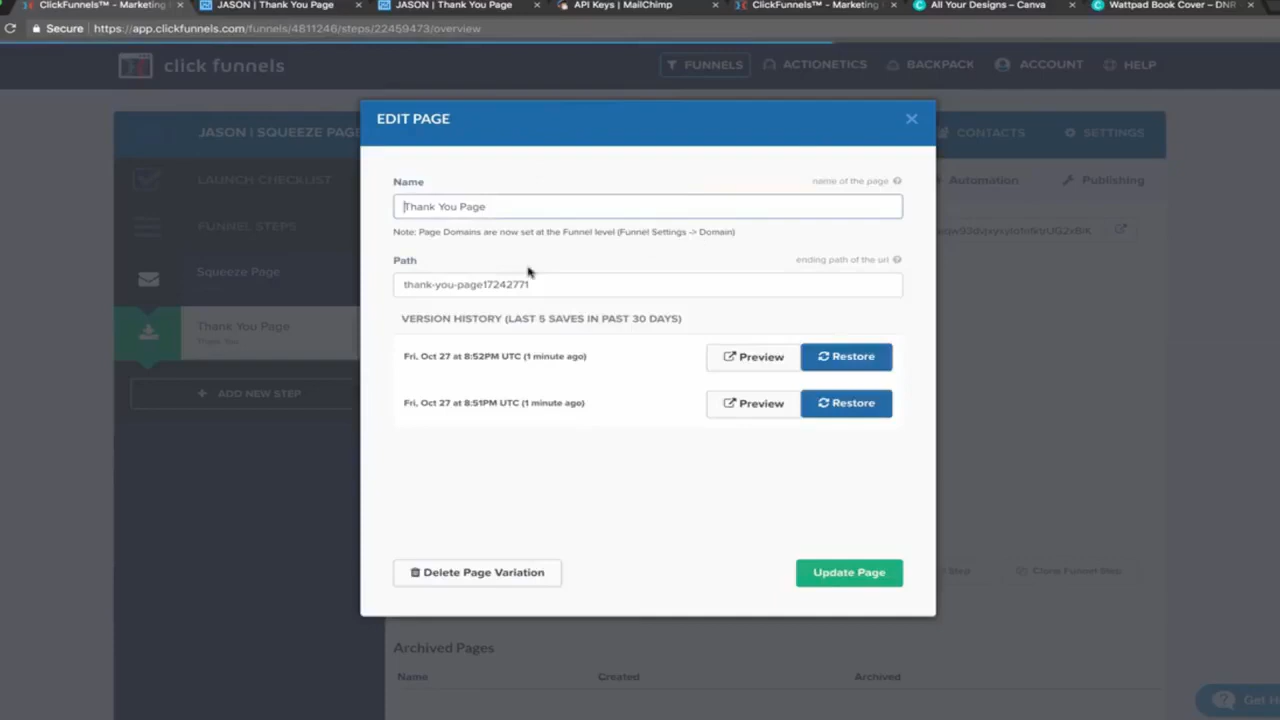 ClickFunnels™ - Marketing
JASON | Thank You Page
JASON | Thank You Page
API Keys | MailChimp
ClickFunnels™ - Marketing
All Your Designs – Canva
Wattpad Book Cover – DNR
Secure | https://app.clickfunnels.com/funnels/4811246/steps/22459473/overview
click funnels
FUNNELS
ACTIONETICS
BACKPACK
ACCOUNT
HELP
JASON | SQUEEZE PAG
CONTACTS
SETTINGS
LAUNCH CHECKLIST
Automation
Publishing
FUNNEL STEPS
Squeeze Page
Thank You Page
Thank You
+ ADD NEW STEP
EDIT PAGE
Name
name of the page
Thank You Page
Note: Page Domains are now set at the Funnel level (Funnel Settings -> Domain)
Path
ending path of the url
thank-you-page17242771
VERSION HISTORY (LAST 5 SAVES IN PAST 30 DAYS)
Fri, Oct 27 at 8:52PM UTC (1 minute ago)
Preview
Restore
Fri, Oct 27 at 8:51PM UTC (1 minute ago)
Preview
Restore
Delete Page Variation
Update Page
Step
Clone Funnel Step
Archived Pages
Name
Created
Archived
Get H